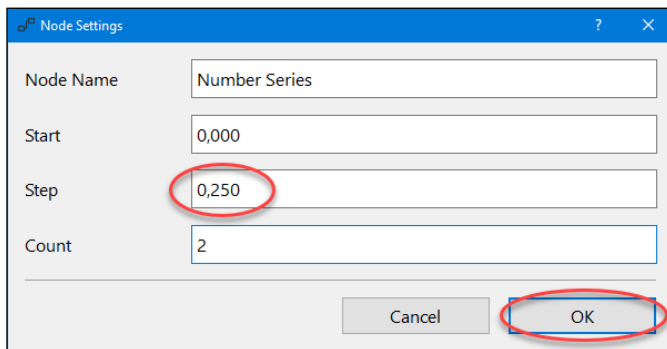 Node Settings ? ×
Node Name Number Series
Start 0,000
Step 0,250
Count 2
Cancel OK